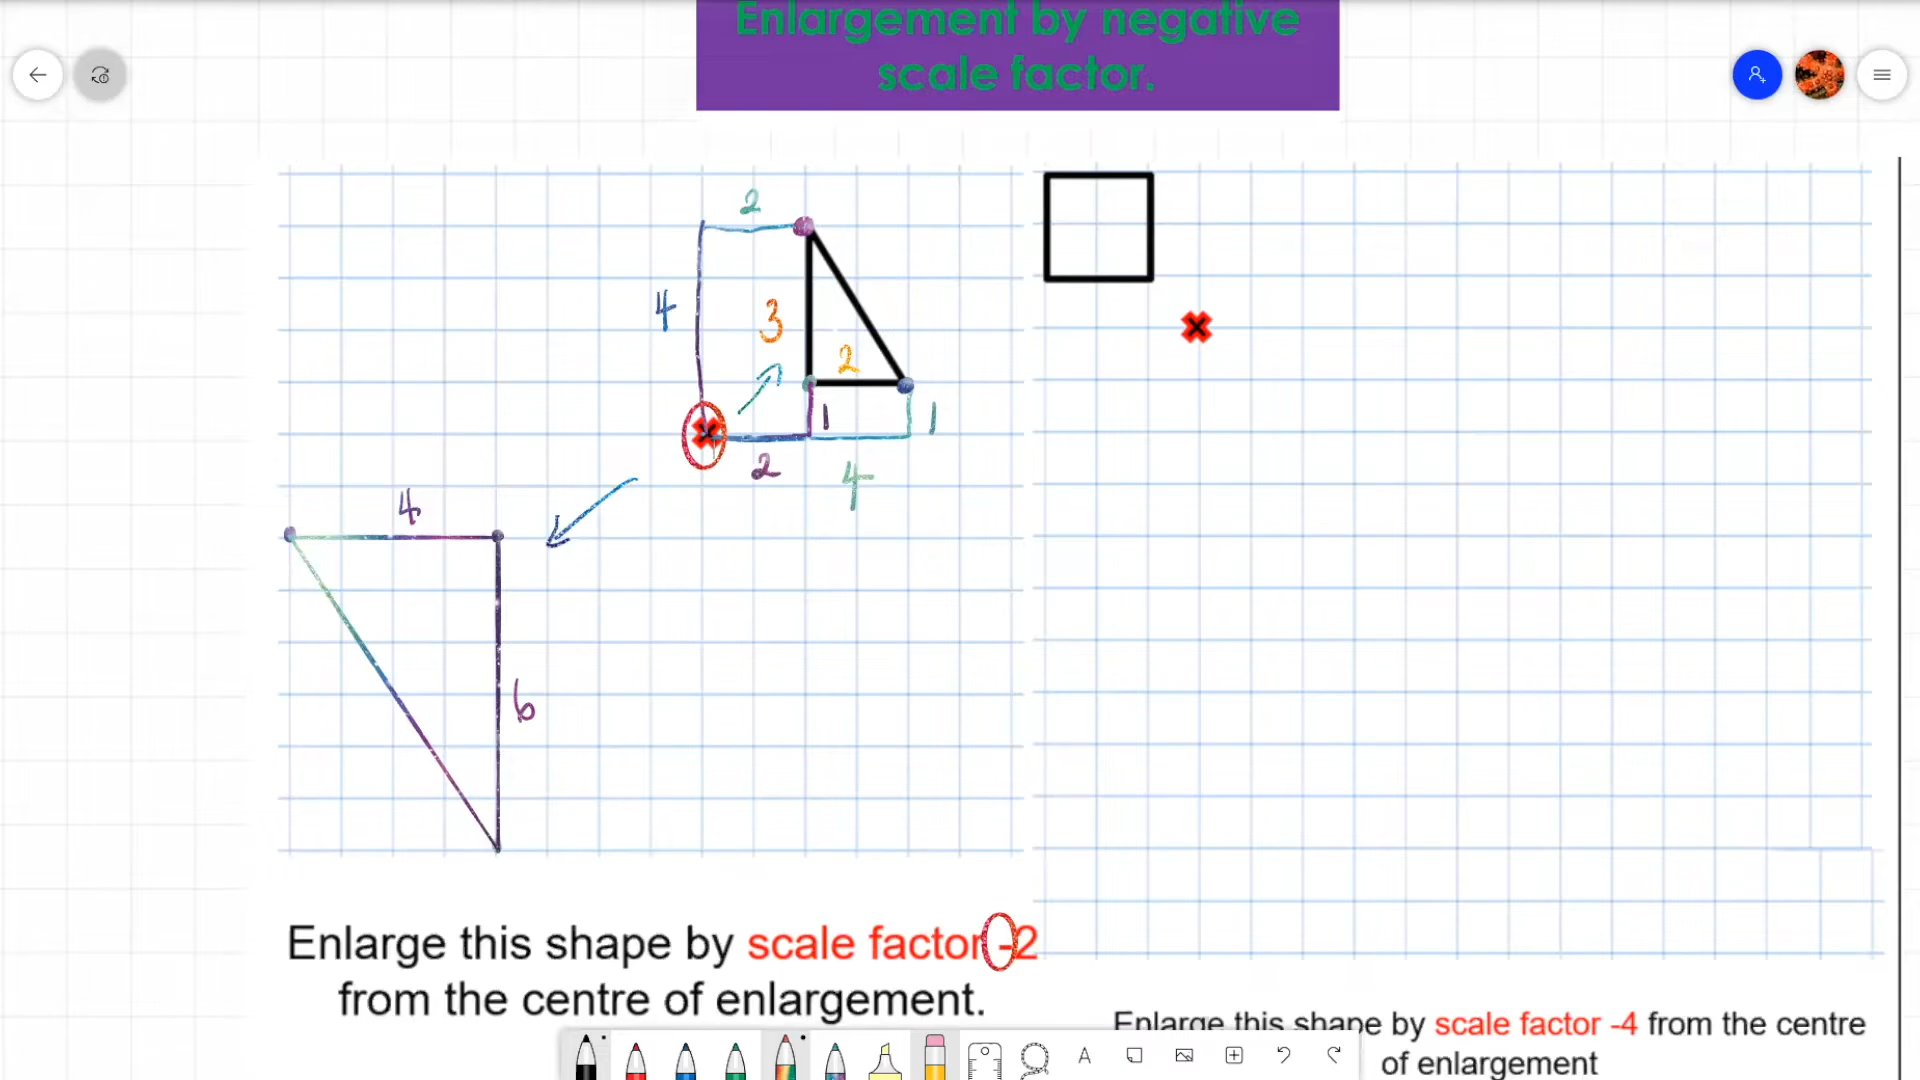 Enlargement by negative
scale factor.
2
4
3
2
1
1
2
4
4
6
Enlarge this shape by scale factor -2
from the centre of enlargement.
Enlarge this shape by scale factor -4 from the centre
of enlargement
A